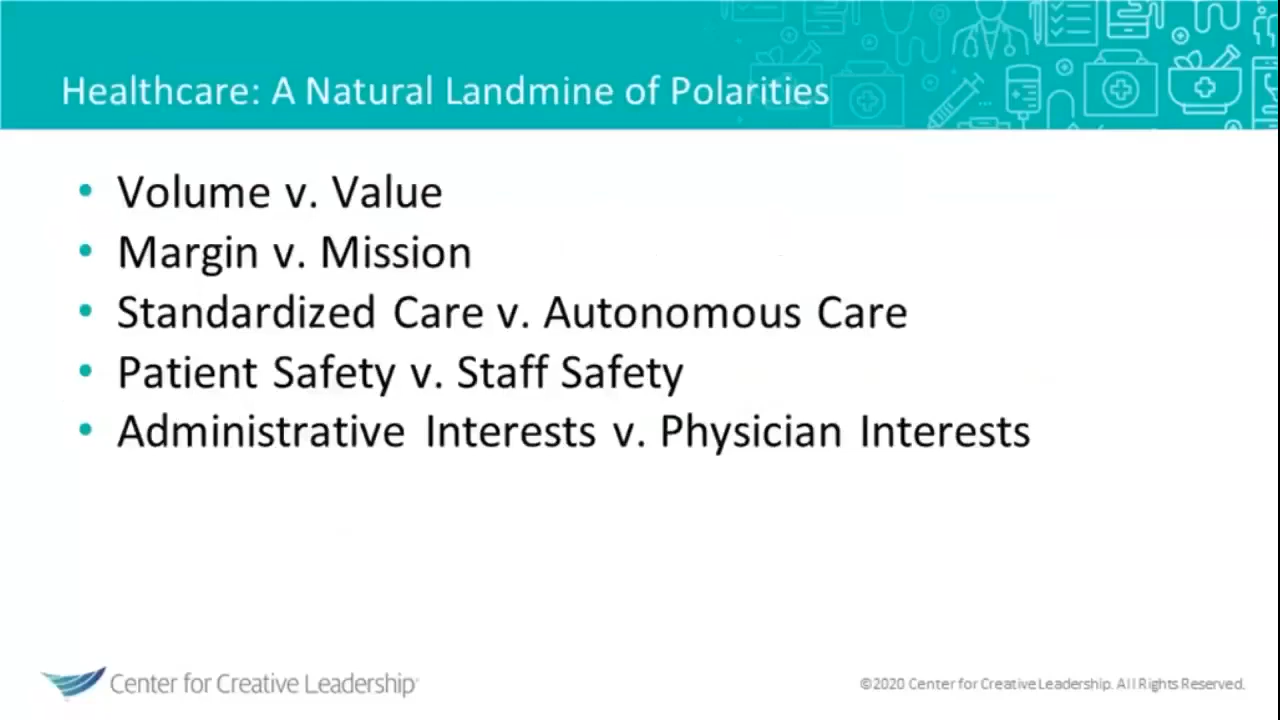 Healthcare: A Natural Landmine of Polarities
• Volume v. Value
• Margin v. Mission
• Standardized Care v. Autonomous Care
• Patient Safety v. Staff Safety
• Administrative Interests v. Physician Interests
Center for Creative Leadership
©2020 Center for Creative Leadership. All Rights Reserved.